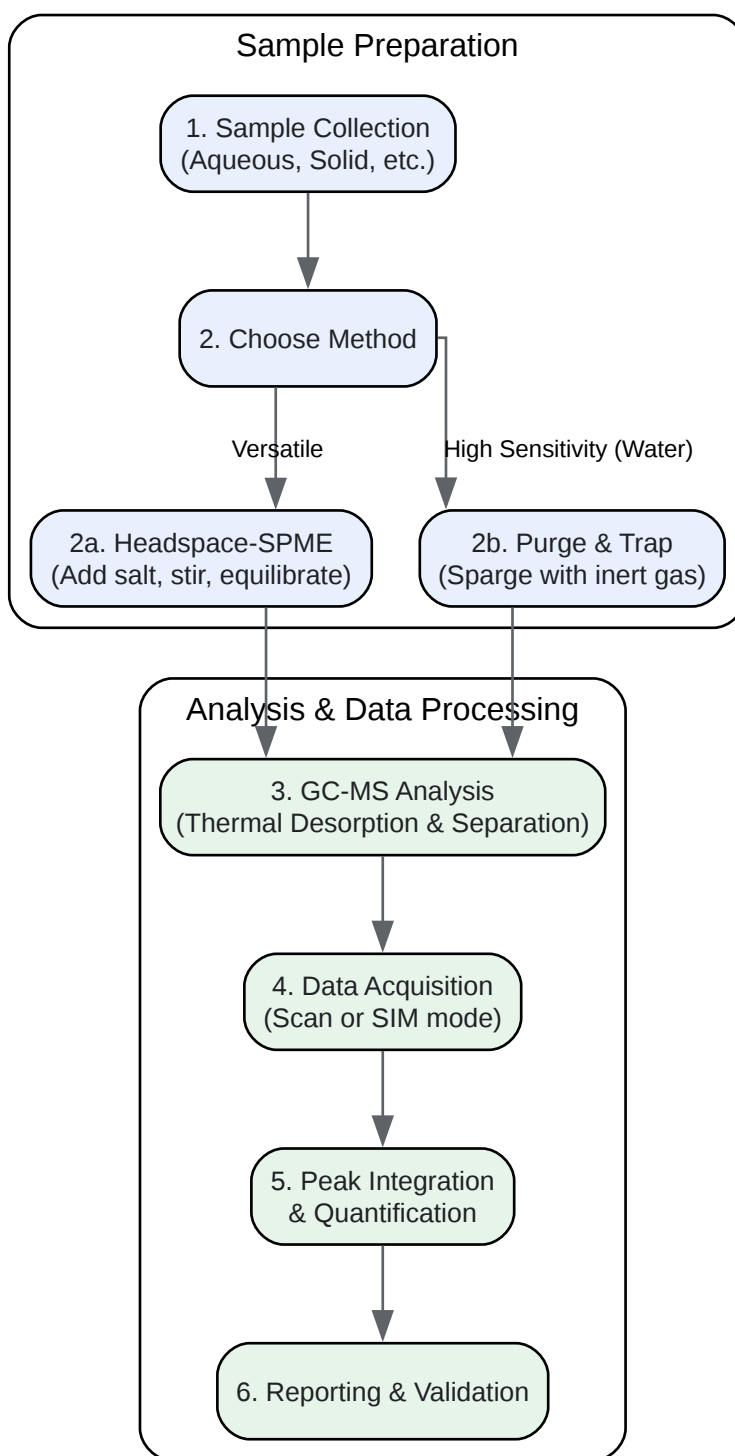 Sample Preparation
1. Sample Collection
(Aqueous, Solid, etc.)
2. Choose Method
Versatile
High Sensitivity (Water)
2a. Headspace-SPME
(Add salt, stir, equilibrate)
2b. Purge & Trap
(Sparge with inert gas)
Analysis & Data Processing
3. GC-MS Analysis
(Thermal Desorption & Separation)
4. Data Acquisition
(Scan or SIM mode)
5. Peak Integration
& Quantification
6. Reporting & Validation